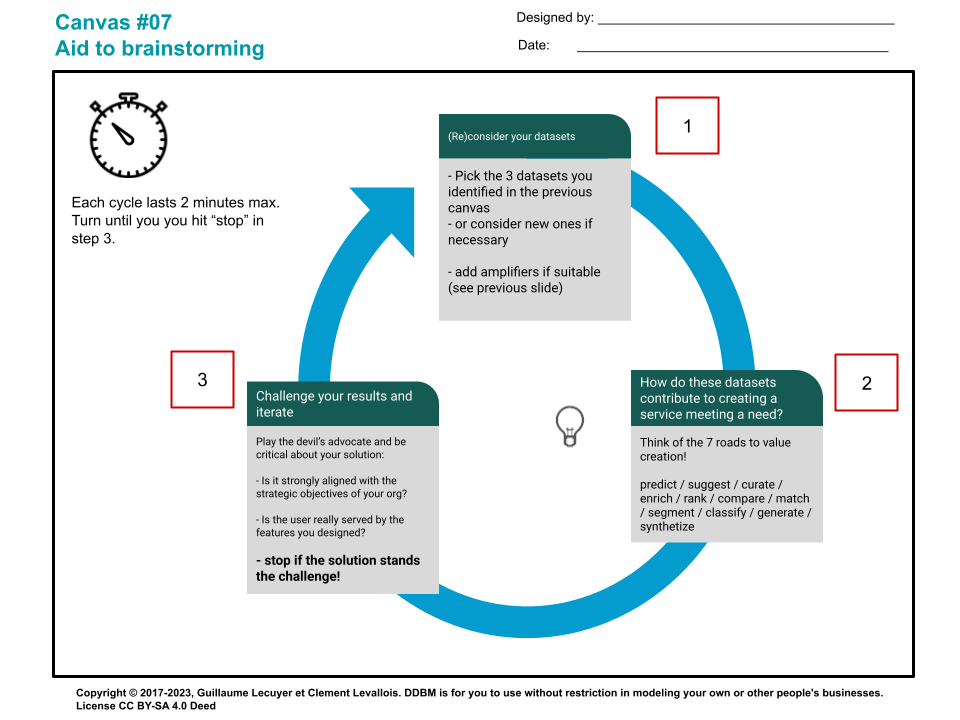 Canvas #07
Aid to brainstorming
Designed by: ________________________________________
Date: __________________________________________
Each cycle lasts 2 minutes max.
Turn until you you hit “stop” in
step 3.
1
(Re)consider your datasets
- Pick the 3 datasets you
identified in the previous
canvas
- or consider new ones if
necessary
- add amplifiers if suitable
(see previous slide)
2
How do these datasets
contribute to creating a
service meeting a need?
Think of the 7 roads to value
creation!
predict / suggest / curate /
enrich / rank / compare / match
/ segment / classify / generate /
synthetize
3
Challenge your results and
iterate
Play the devil's advocate and be
critical about your solution:
- Is it strongly aligned with the
strategic objectives of your org?
- Is the user really served by the
features you designed?
- stop if the solution stands
the challenge!
Copyright © 2017-2023, Guillaume Lecuyer et Clement Levallois. DDBM is for you to use without restriction in modeling your own or other people's businesses.
License CC BY-SA 4.0 Deed